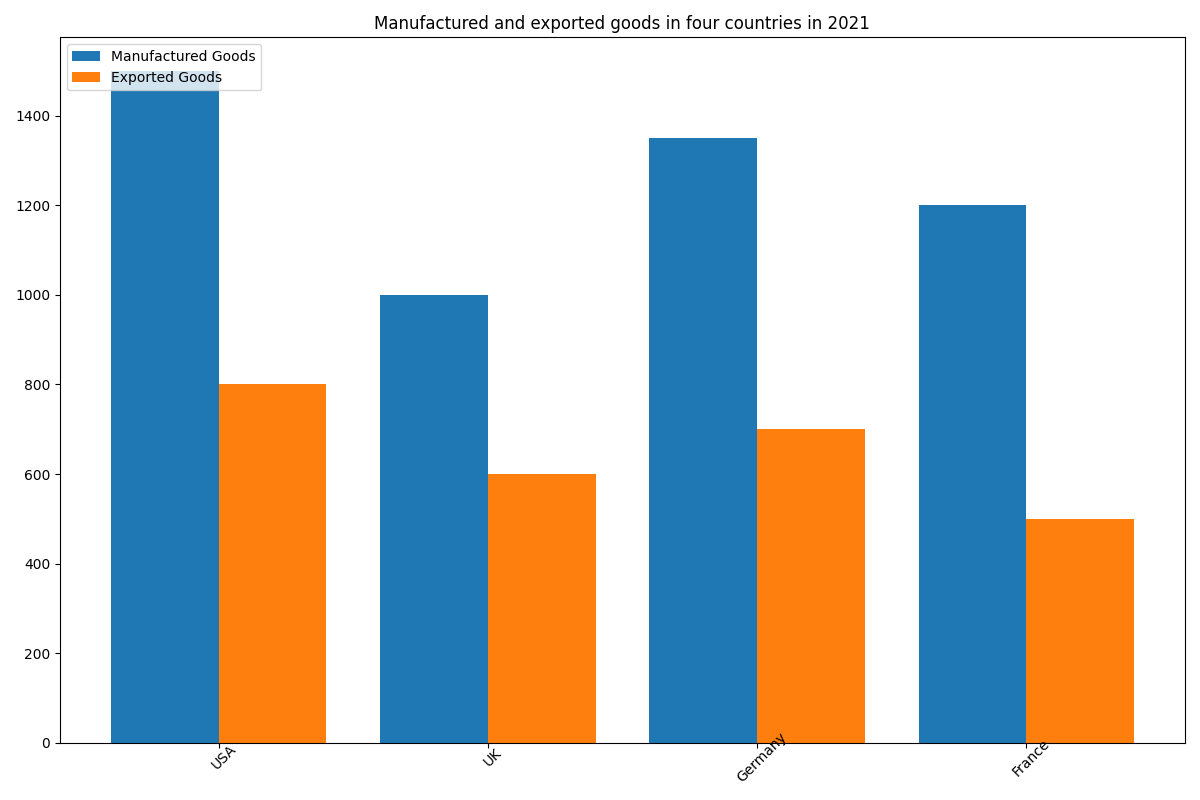 Manufactured and exported goods in four countries in 2021
Manufactured Goods
Exported Goods
1400
1200
1000
800
600
400
200
0
USA
UK
Germany
France